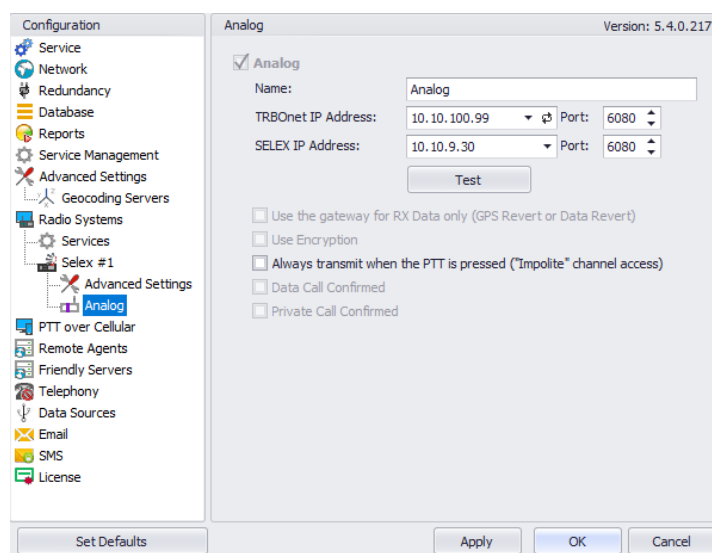 Configuration
Service
Network
Redundancy
Database
Reports
Service Management
Advanced Settings
Geocoding Servers
Radio Systems
Services
Selex #1
Advanced Settings
Analog
PTT over Cellular
Remote Agents
Friendly Servers
Telephony
Data Sources
Email
SMS
License
Set Defaults
Analog Version: 5.4.0.217
Analog
Name: Analog
TRBOnet IP Address: 10.10.100.99 Port: 6080
SELEX IP Address: 10.10.9.30 Port: 6080
Test
Use the gateway for RX Data only (GPS Revert or Data Revert)
Use Encryption
Always transmit when the PTT is pressed ("Impolite" channel access)
Data Call Confirmed
Private Call Confirmed
Apply OK Cancel